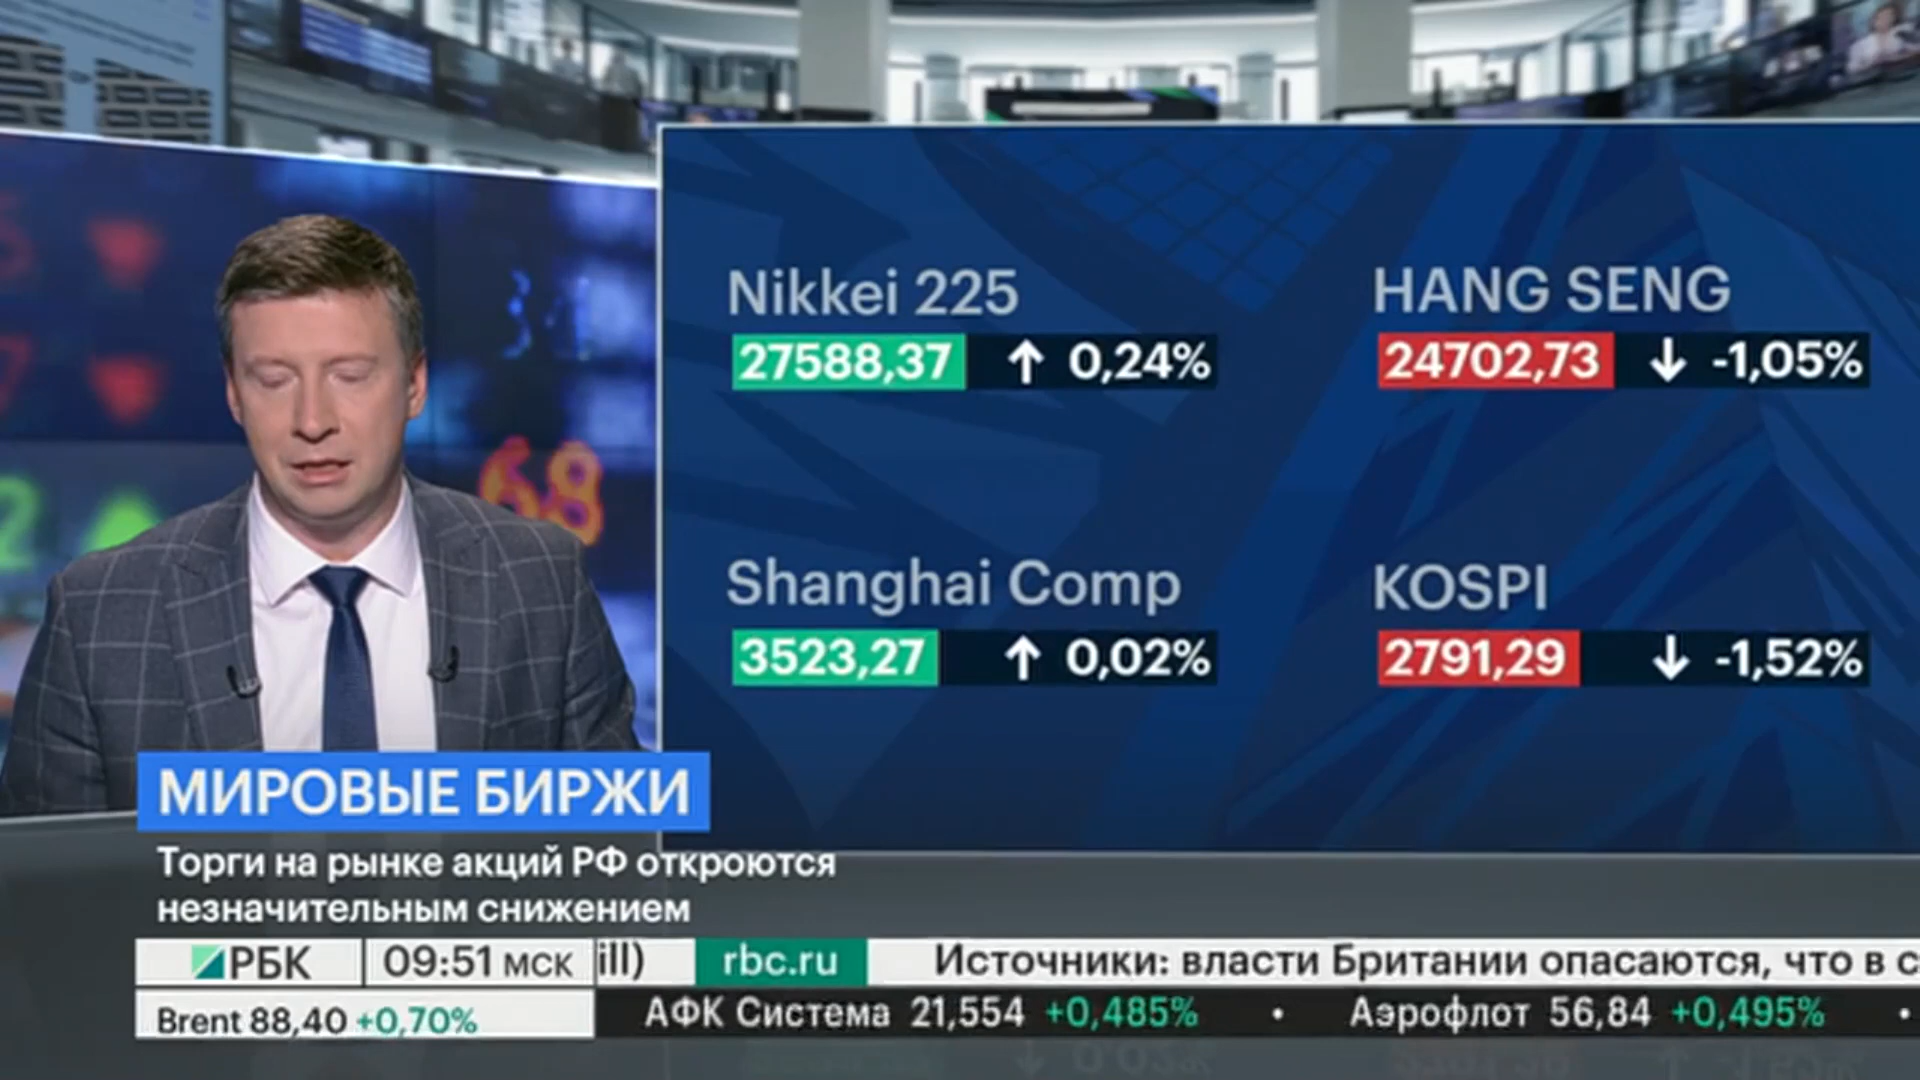 Nikkei 225
27588,37 ↑ 0,24%
HANG SENG
24702,73 ↓ -1,05%
Shanghai Comp
3523,27 ↑ 0,02%
KOSPI
2791,29 ↓ -1,52%
68
МИРОВЫЕ БИРЖИ
Торги на рынке акций РФ откроются
незначительным снижением
РБК 09:51 МСК ill) rbc.ru Источники: власти Британии опасаются, что в с
Brent 88,40 +0,70%
АФК Система 21,554 +0,485% • Аэрофлот 56,84 +0,495% •